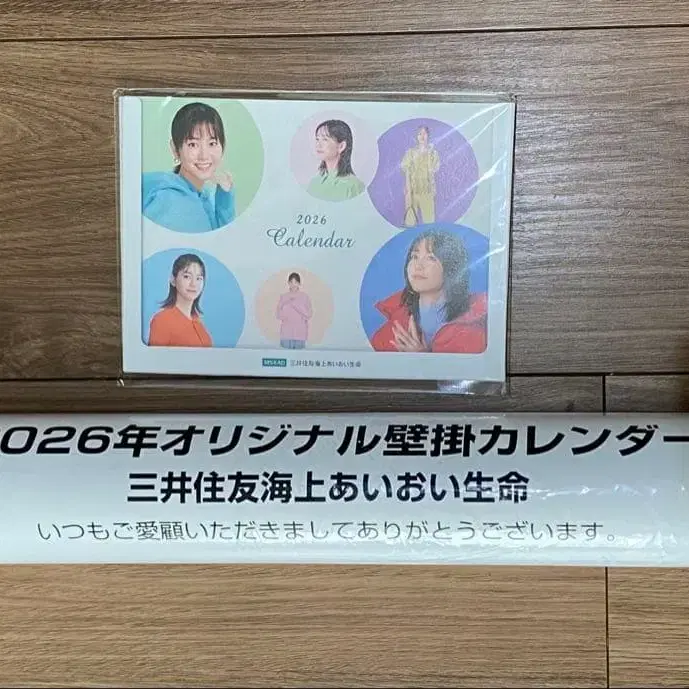 2026
Calendar
MS&AD 三井住友海上あいおい生命
2026年オリジナル壁掛カレンダー
三井住友海上あいおい生命
いつもご愛顧いただきましてありがとうございます。